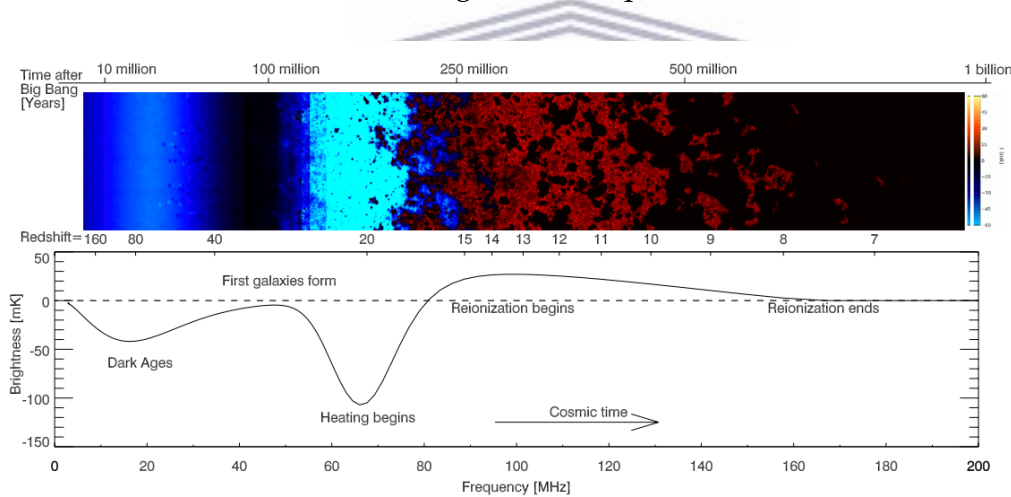 Time after
Big Bang
[Years]
10 million 100 million 250 million 500 million 1 billion
Redshift= 160 80 40 20 15 14 13 12 11 10 9 8 7
50
0
-50
-100
-150
Brightness [mK]
First galaxies form
Reionization begins
Reionization ends
Dark Ages
Heating begins
Cosmic time
0 20 40 60 80 100 120 140 160 180 200
Frequency [MHz]